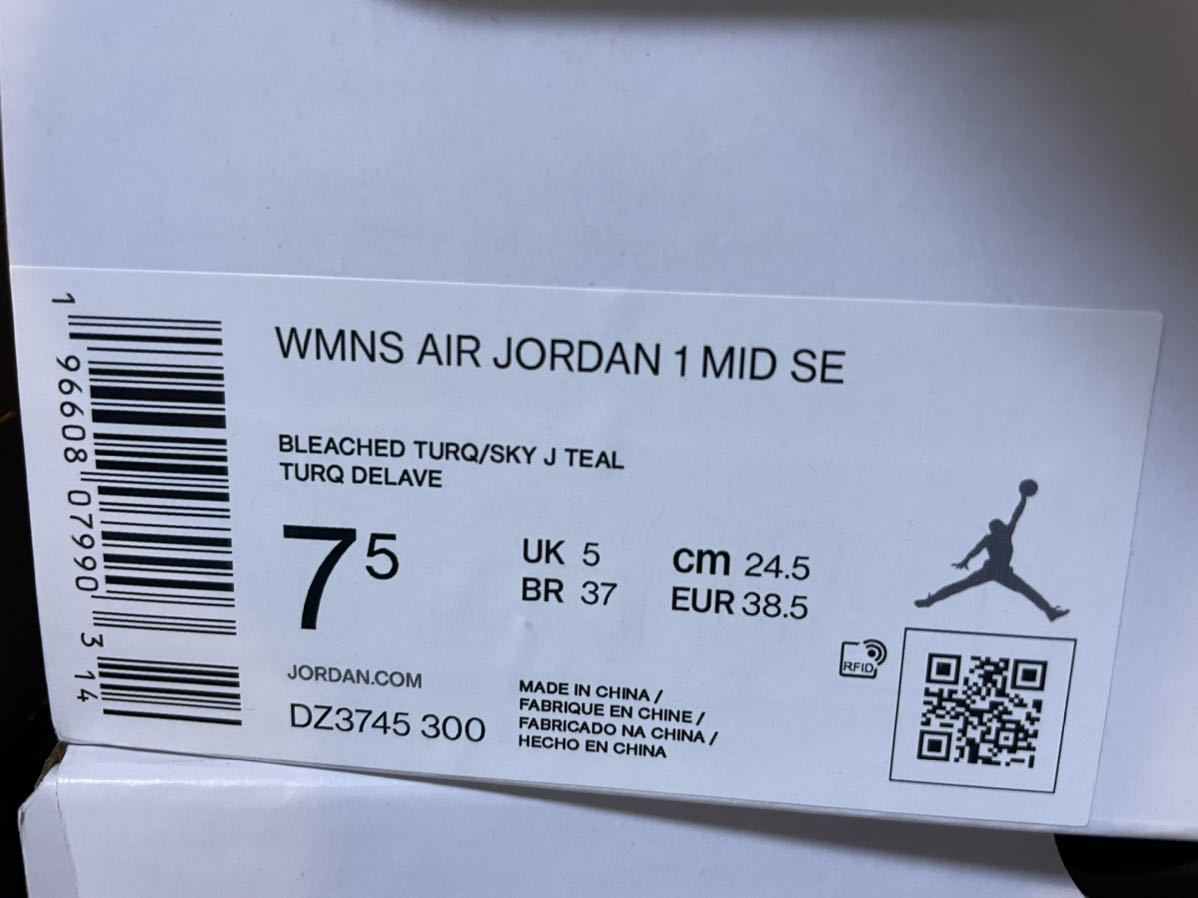 WMNS AIR JORDAN 1 MID SE
BLEACHED TURQ/SKY J TEAL
TURQ DELAVE
7 5
UK 5
cm 24.5
BR 37
EUR 38.5
JORDAN.COM
DZ3745 300
MADE IN CHINA /
FABRIQUE EN CHINE /
FABRICADO NA CHINA /
HECHO EN CHINA
RFID
1 96608 07990 3 14